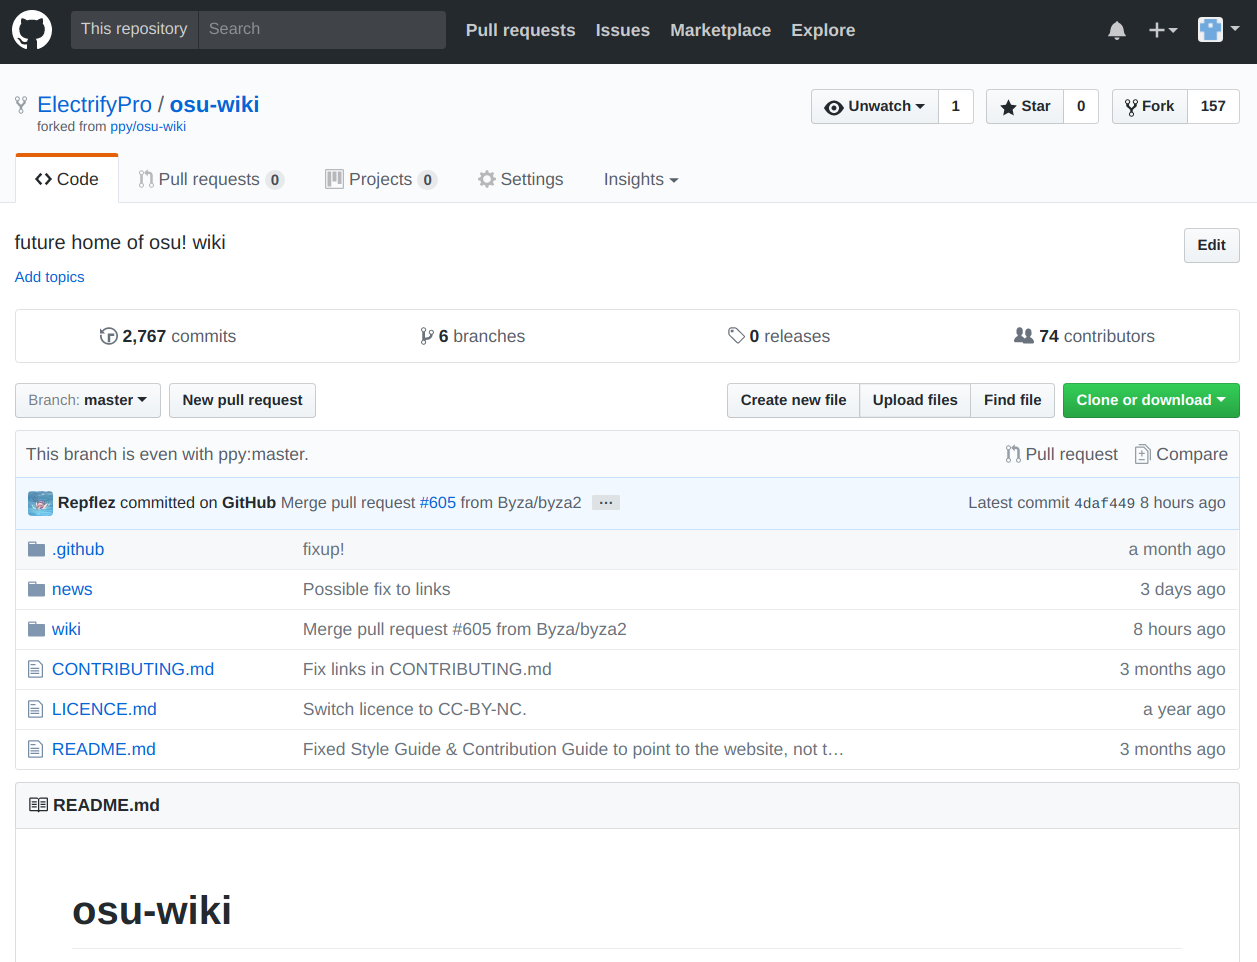 This repository Search Pull requests Issues Marketplace Explore
ElectrifyPro / osu-wiki Unwatch 1 Star 0 Fork 157
forked from ppy/osu-wiki
Code Pull requests 0 Projects 0 Settings Insights
future home of osu! wiki Edit
Add topics
2,767 commits 6 branches 0 releases 74 contributors
Branch: master New pull request Create new file Upload files Find file Clone or download
This branch is even with ppy:master. Pull request Compare
Repflez committed on GitHub Merge pull request #605 from Byza/byza2 ... Latest commit 4daf449 8 hours ago
.github fixup! a month ago
news Possible fix to links 3 days ago
wiki Merge pull request #605 from Byza/byza2 8 hours ago
CONTRIBUTING.md Fix links in CONTRIBUTING.md 3 months ago
LICENCE.md Switch licence to CC-BY-NC. a year ago
README.md Fixed Style Guide & Contribution Guide to point to the website, not t… 3 months ago
README.md
osu-wiki